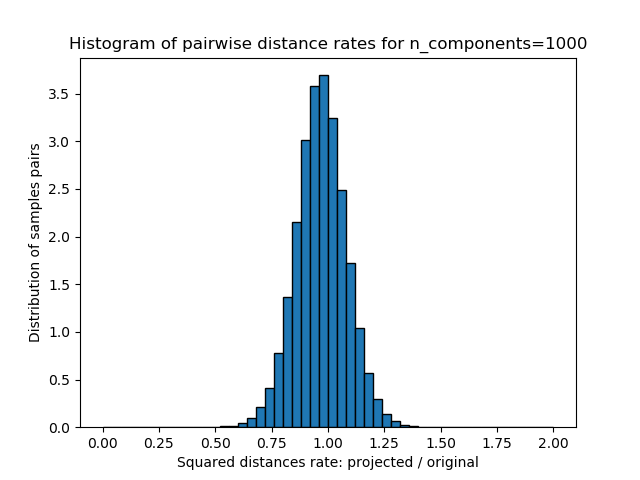 Histogram of pairwise distance rates for n_components=1000
Distribution of samples pairs
3.5
3.0
2.5
2.0
1.5
1.0
0.5
0.0
0.00 0.25 0.50 0.75 1.00 1.25 1.50 1.75 2.00
Squared distances rate: projected / original